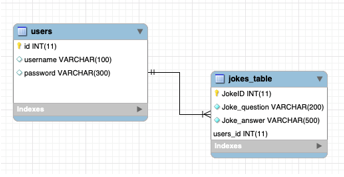 users
id INT(11)
username VARCHAR(100)
password VARCHAR(300)
Indexes
jokes_table
JokeID INT(11)
Joke_question VARCHAR(200)
Joke_answer VARCHAR(500)
users_id INT(11)
Indexes